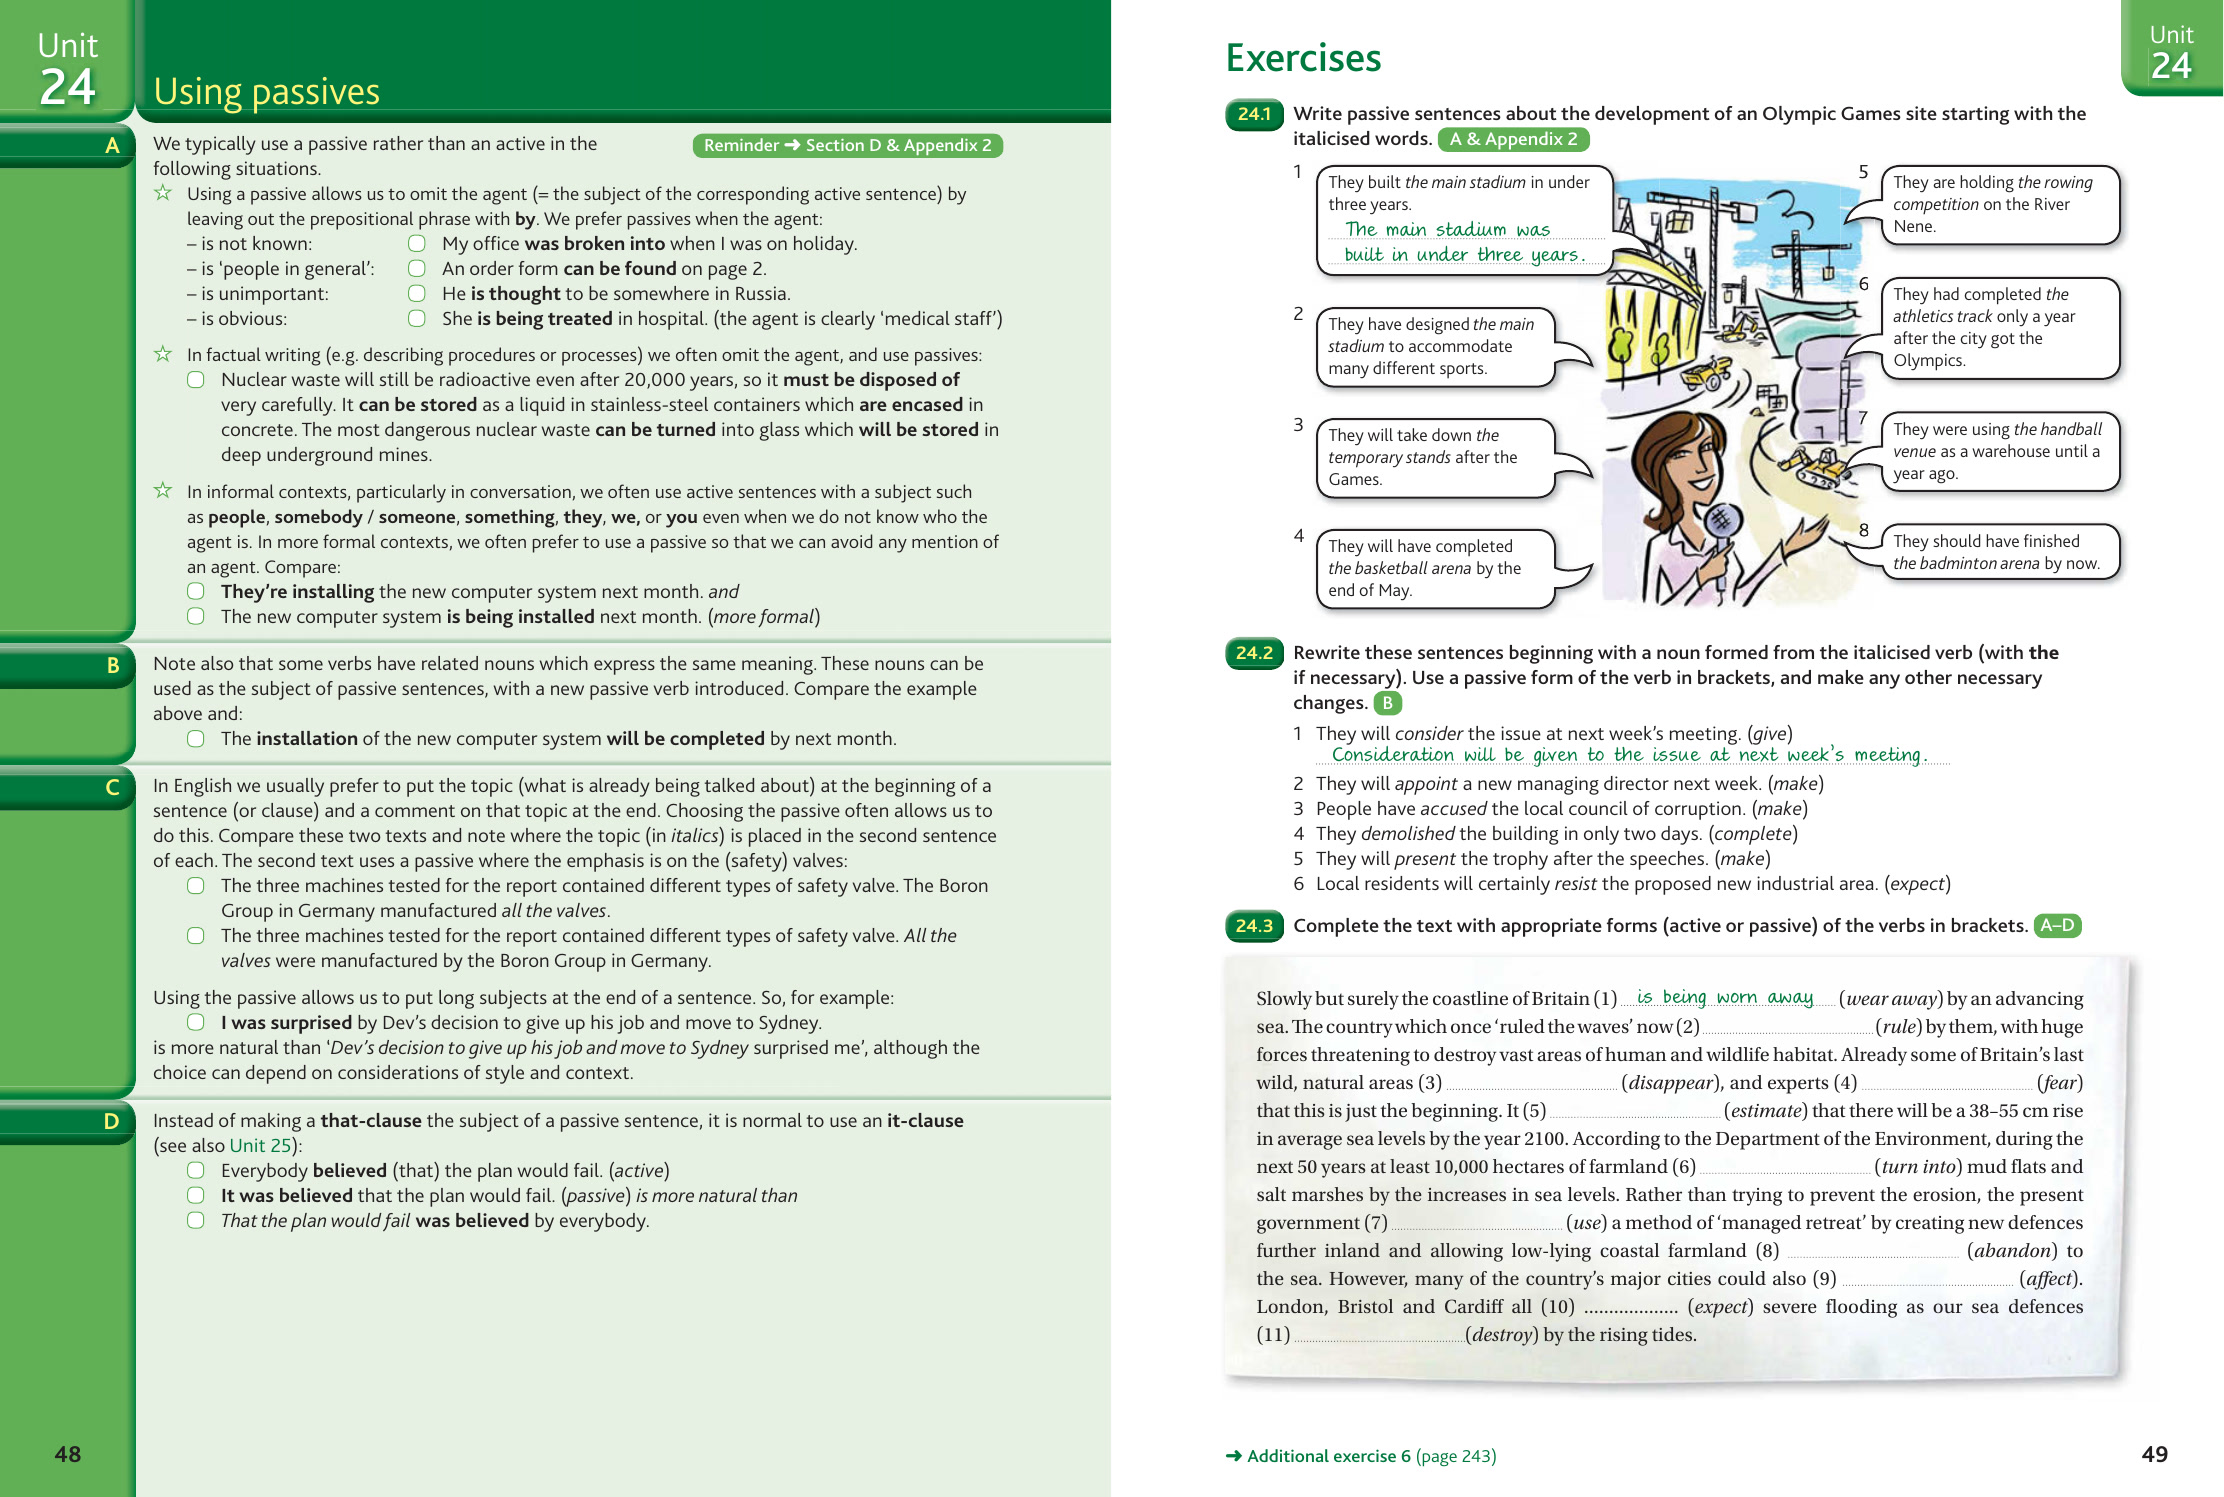 Unit
24
Using passives
A
We typically use a passive rather than an active in the
following situations.
Reminder ➜ Section D & Appendix 2
☆ Using a passive allows us to omit the agent (= the subject of the corresponding active sentence) by
leaving out the prepositional phrase with by. We prefer passives when the agent:
– is not known: My office was broken into when I was on holiday.
– is ‘people in general’: An order form can be found on page 2.
– is unimportant: He is thought to be somewhere in Russia.
– is obvious: She is being treated in hospital. (the agent is clearly ‘medical staff’)
☆ In factual writing (e.g. describing procedures or processes) we often omit the agent, and use passives:
Nuclear waste will still be radioactive even after 20,000 years, so it must be disposed of
very carefully. It can be stored as a liquid in stainless-steel containers which are encased in
concrete. The most dangerous nuclear waste can be turned into glass which will be stored in
deep underground mines.
☆ In informal contexts, particularly in conversation, we often use active sentences with a subject such
as people, somebody / someone, something, they, we, or you even when we do not know who the
agent is. In more formal contexts, we often prefer to use a passive so that we can avoid any mention of
an agent. Compare:
They’re installing the new computer system next month. and
The new computer system is being installed next month. (more formal)
B
Note also that some verbs have related nouns which express the same meaning. These nouns can be
used as the subject of passive sentences, with a new passive verb introduced. Compare the example
above and:
The installation of the new computer system will be completed by next month.
C
In English we usually prefer to put the topic (what is already being talked about) at the beginning of a
sentence (or clause) and a comment on that topic at the end. Choosing the passive often allows us to
do this. Compare these two texts and note where the topic (in italics) is placed in the second sentence
of each. The second text uses a passive where the emphasis is on the (safety) valves:
The three machines tested for the report contained different types of safety valve. The Boron
Group in Germany manufactured all the valves.
The three machines tested for the report contained different types of safety valve. All the
valves were manufactured by the Boron Group in Germany.
Using the passive allows us to put long subjects at the end of a sentence. So, for example:
I was surprised by Dev’s decision to give up his job and move to Sydney.
is more natural than ‘Dev’s decision to give up his job and move to Sydney surprised me’, although the
choice can depend on considerations of style and context.
D
Instead of making a that-clause the subject of a passive sentence, it is normal to use an it-clause
(see also Unit 25):
Everybody believed (that) the plan would fail. (active)
It was believed that the plan would fail. (passive) is more natural than
That the plan would fail was believed by everybody.
48
Exercises
Unit
24
24.1 Write passive sentences about the development of an Olympic Games site starting with the
italicised words. A & Appendix 2
1 They built the main stadium in under
three years.
The main stadium was
built in under three years.
2 They have designed the main
stadium to accommodate
many different sports.
3 They will take down the
temporary stands after the
Games.
4 They will have completed
the basketball arena by the
end of May.
5 They are holding the rowing
competition on the River
Nene.
6 They had completed the
athletics track only a year
after the city got the
Olympics.
7 They were using the handball
venue as a warehouse until a
year ago.
8 They should have finished
the badminton arena by now.
24.2 Rewrite these sentences beginning with a noun formed from the italicised verb (with the
if necessary). Use a passive form of the verb in brackets, and make any other necessary
changes. B
1 They will consider the issue at next week’s meeting. (give)
Consideration will be given to the issue at next week’s meeting.
2 They will appoint a new managing director next week. (make)
3 People have accused the local council of corruption. (make)
4 They demolished the building in only two days. (complete)
5 They will present the trophy after the speeches. (make)
6 Local residents will certainly resist the proposed new industrial area. (expect)
24.3 Complete the text with appropriate forms (active or passive) of the verbs in brackets. A–D
Slowly but surely the coastline of Britain (1) is being worn away (wear away) by an advancing
sea. The country which once ‘ruled the waves’ now (2) (rule) by them, with huge
forces threatening to destroy vast areas of human and wildlife habitat. Already some of Britain’s last
wild, natural areas (3) (disappear), and experts (4) (fear)
that this is just the beginning. It (5) (estimate) that there will be a 38–55 cm rise
in average sea levels by the year 2100. According to the Department of the Environment, during the
next 50 years at least 10,000 hectares of farmland (6) (turn into) mud flats and
salt marshes by the increases in sea levels. Rather than trying to prevent the erosion, the present
government (7) (use) a method of ‘managed retreat’ by creating new defences
further inland and allowing low-lying coastal farmland (8) (abandon) to
the sea. However, many of the country’s major cities could also (9) (affect).
London, Bristol and Cardiff all (10) ................... (expect) severe flooding as our sea defences
(11) (destroy) by the rising tides.
➜ Additional exercise 6 (page 243)
49